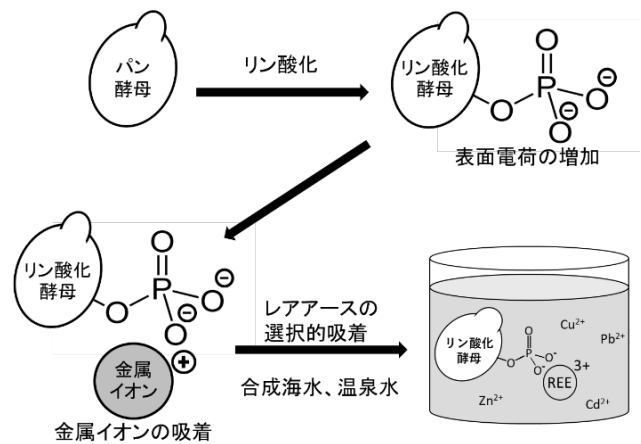 パン
酵母
リン酸化
リン酸化
酵母
O
P
O
O
⊖
⊖
表面電荷の増加
リン酸化
酵母
O
P
O
O
⊖
⊖
金属
イオン
⊕
金属イオンの吸着
レアアースの
選択的吸着
合成海水、温泉水
リン酸化
酵母
O
P
O
O⁻
O⁻
REE
3+
Cu²⁺
Pb²⁺
Zn²⁺
Cd²⁺